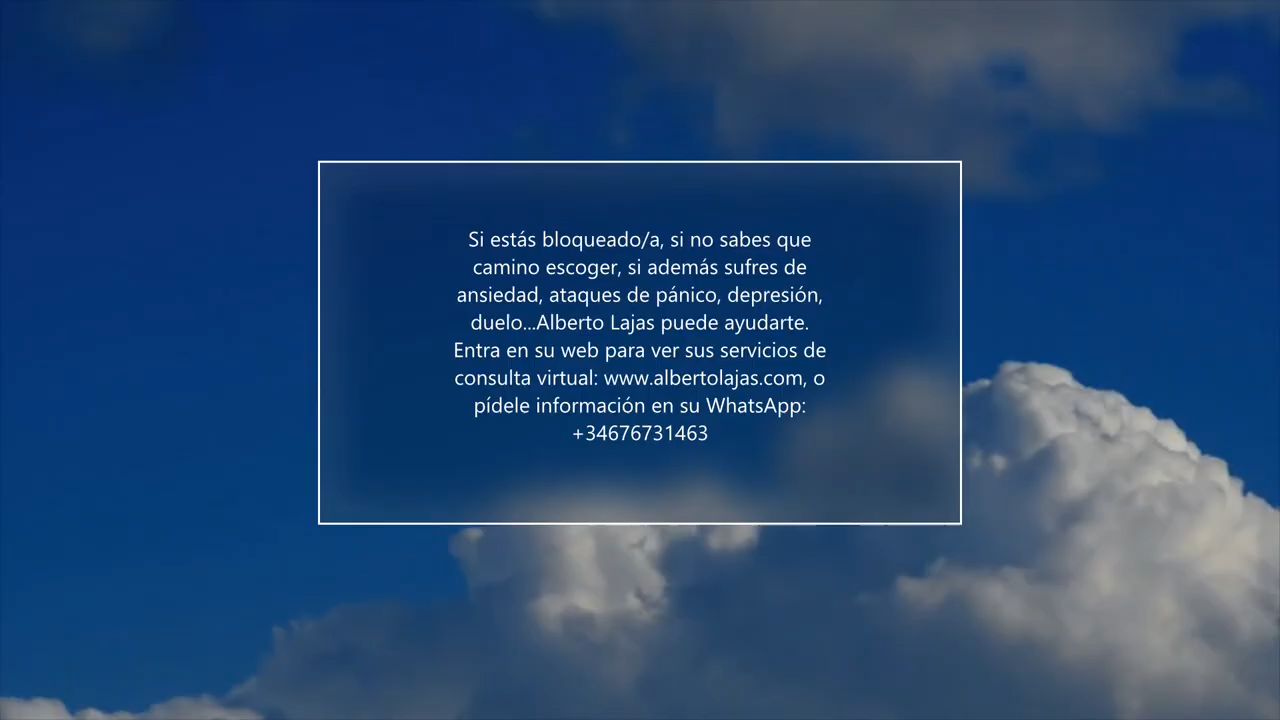 Si estás bloqueado/a, si no sabes que
camino escoger, si además sufres de
ansiedad, ataques de pánico, depresión,
duelo...Alberto Lajas puede ayudarte.
Entra en su web para ver sus servicios de
consulta virtual: www.albertolajas.com, o
pídele información en su WhatsApp:
+34676731463